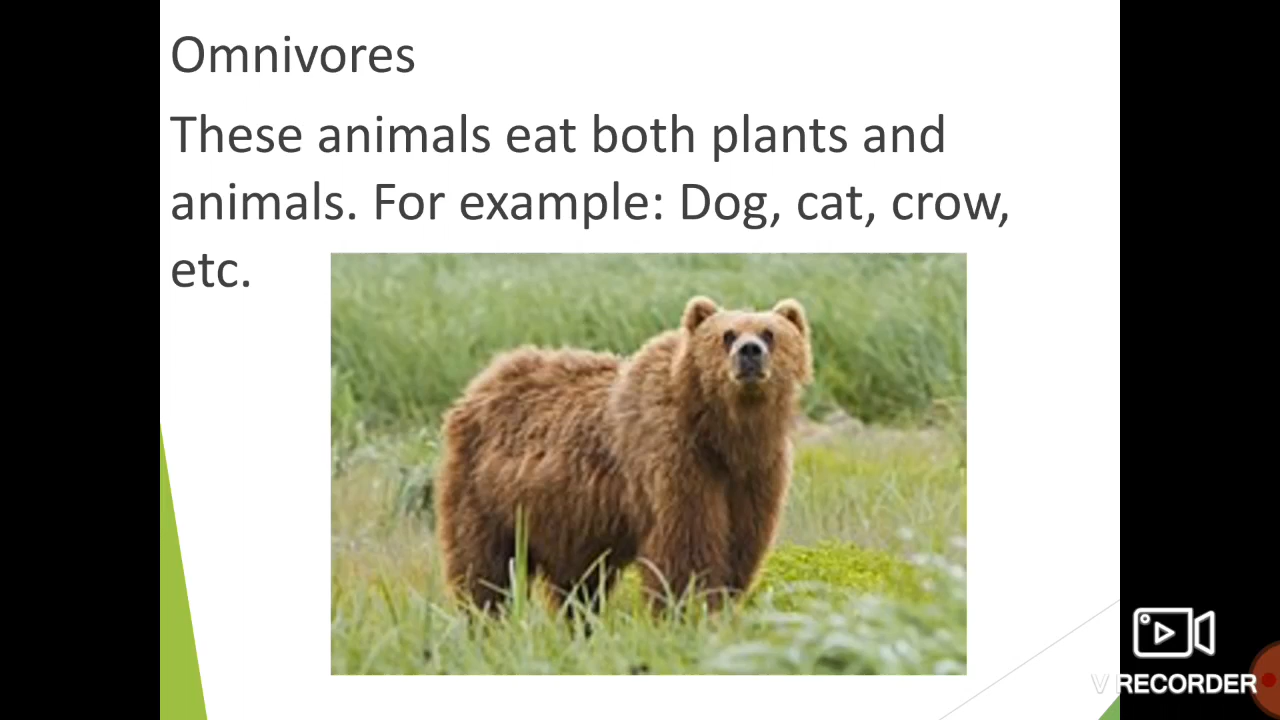 Omnivores
These animals eat both plants and
animals. For example: Dog, cat, crow,
etc.
V RECORDER